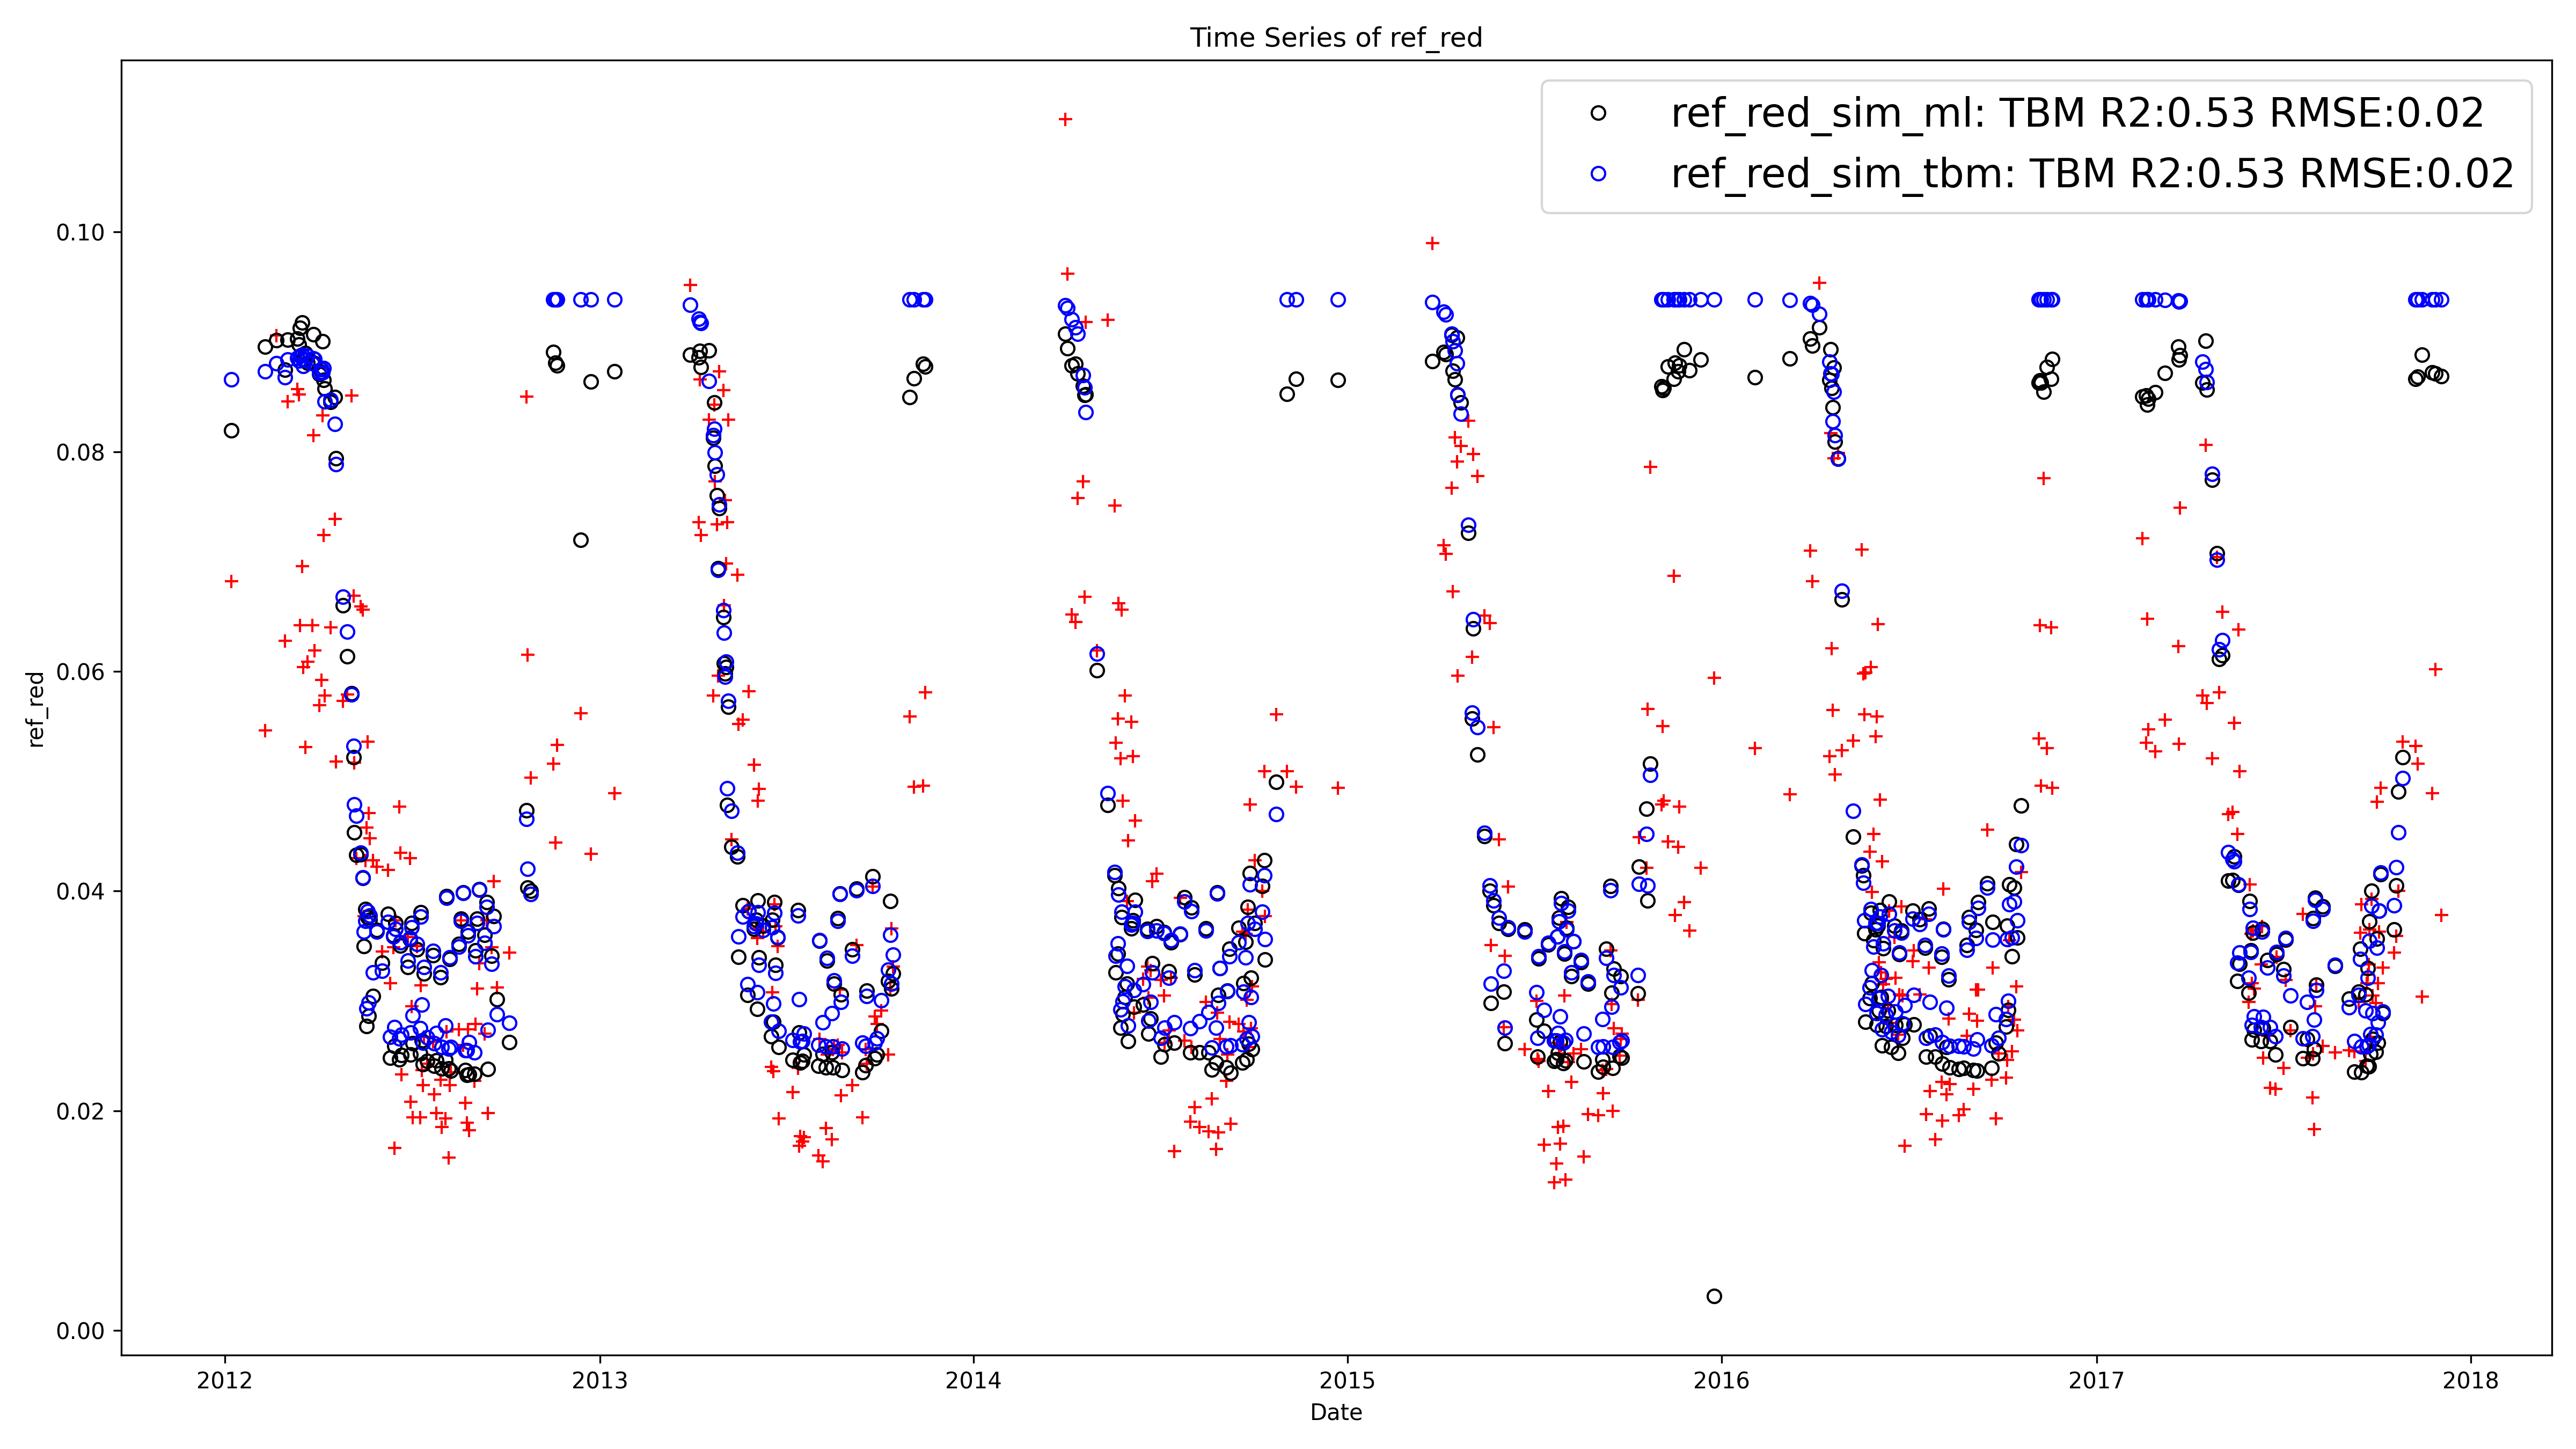 Time Series of ref_red
ref_red_sim_ml: TBM R2:0.53 RMSE:0.02
ref_red_sim_tbm: TBM R2:0.53 RMSE:0.02
0.10
0.08
0.06
0.04
0.02
0.00
ref_red
2012 2013 2014 2015 2016 2017 2018
Date